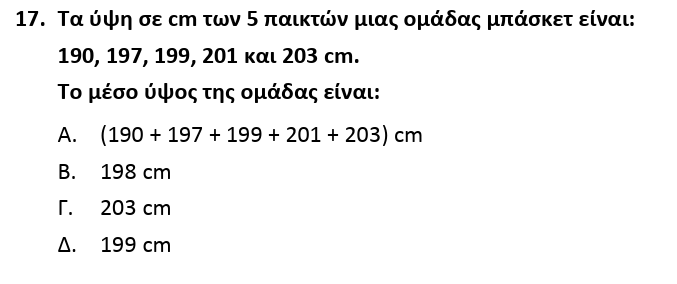 17. Τα ύψη σε cm των 5 παικτών μιας ομάδας μπάσκετ είναι:
190, 197, 199, 201 και 203 cm.
Το μέσο ύψος της ομάδας είναι:
Α. (190 + 197 + 199 + 201 + 203) cm
Β. 198 cm
Γ. 203 cm
Δ. 199 cm